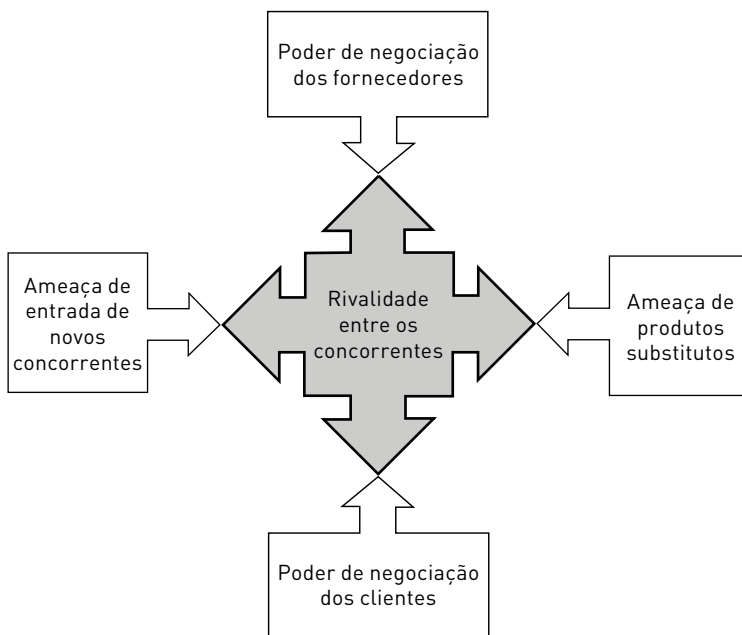 Poder de negociação
dos fornecedores
Ameaça de
entrada de
novos
concorrentes
Rivalidade
entre os
concorrentes
Ameaça de
produtos
substitutos
Poder de negociação
dos clientes